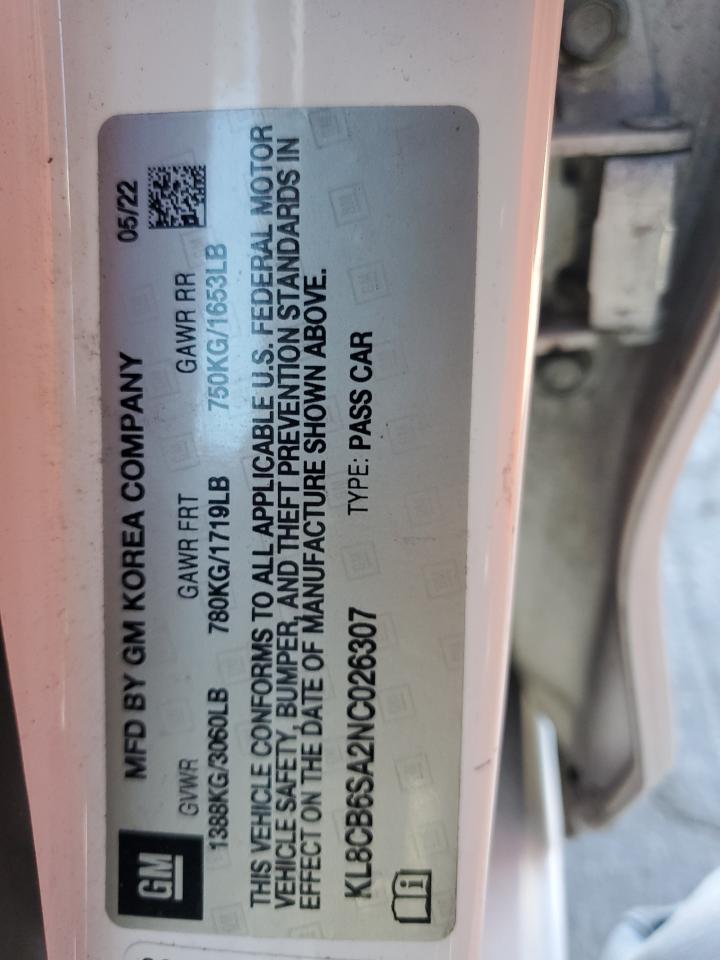 GM
MFD BY GM KOREA COMPANY 05/22
GVWR GAWR FRT GAWR RR
1388KG/3060LB 780KG/1719LB 750KG/1653LB
THIS VEHICLE CONFORMS TO ALL APPLICABLE U.S. FEDERAL MOTOR
VEHICLE SAFETY, BUMPER, AND THEFT PREVENTION STANDARDS IN
EFFECT ON THE DATE OF MANUFACTURE SHOWN ABOVE.
KL8CB6SA2NC026307 TYPE: PASS CAR